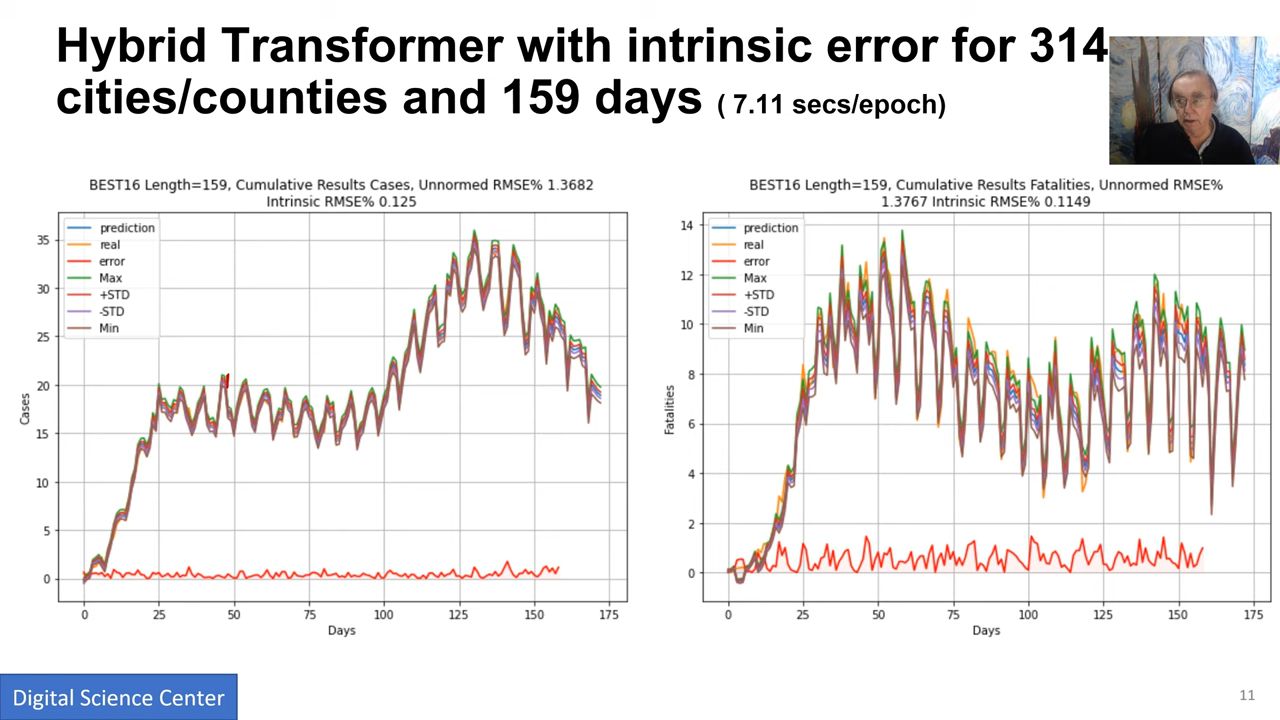 Hybrid Transformer with intrinsic error for 314
cities/counties and 159 days ( 7.11 secs/epoch)
BEST16 Length=159, Cumulative Results Cases, Unnormed RMSE% 1.3682
Intrinsic RMSE% 0.125
prediction
real
error
Max
+STD
-STD
Min
35
30
25
20
15
10
5
0
Cases
0 25 50 75 100 125 150 175
Days
BEST16 Length=159, Cumulative Results Fatalities, Unnormed RMSE%
1.3767 Intrinsic RMSE% 0.1149
prediction
real
error
Max
+STD
-STD
Min
14
12
10
8
6
4
2
0
Fatalities
0 25 50 75 100 125 150 175
Days
Digital Science Center
11